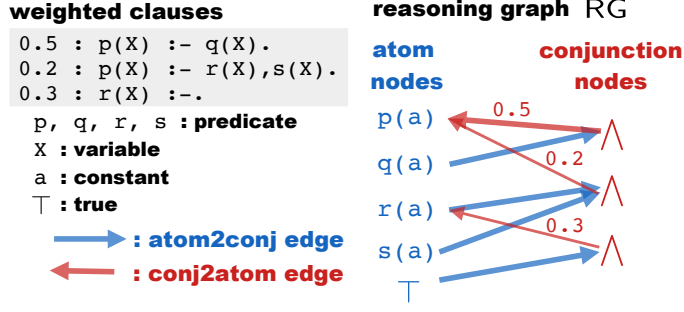 weighted clauses
0.5 : p(X) :- q(X).
0.2 : p(X) :- r(X),s(X).
0.3 : r(X) :-.
p, q, r, s : predicate
X : variable
a : constant
⊤ : true
: atom2conj edge
: conj2atom edge
reasoning graph RG
atom nodes
conjunction nodes
p(a) 0.5 ∧
q(a) 0.2
r(a) ∧
s(a) 0.3 ∧
⊤